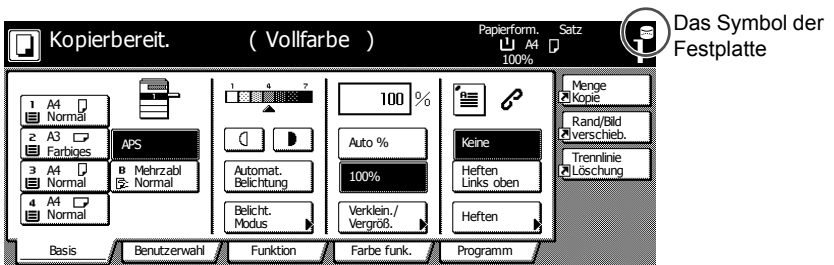 Kopierbereit. ( Vollfarbe )
Papierform. Satz
A4
100%
1
Das Symbol der
Festplatte
1 A4
Normal
2 A3
Farbiges
3 A4
Normal
4 A4
Normal
1
APS
B Mehrzabl
Normal
1 4 7
Automat.
Belichtung
Belicht.
Modus
100 %
Auto %
100%
Verklein./
Vergröß.
Keine
Heften
Links oben
Heften
Menge
Kopie
Rand/Bild
verschieb.
Trennlinie
Löschung
Basis
Benutzerwahl
Funktion
Farbe funk.
Programm